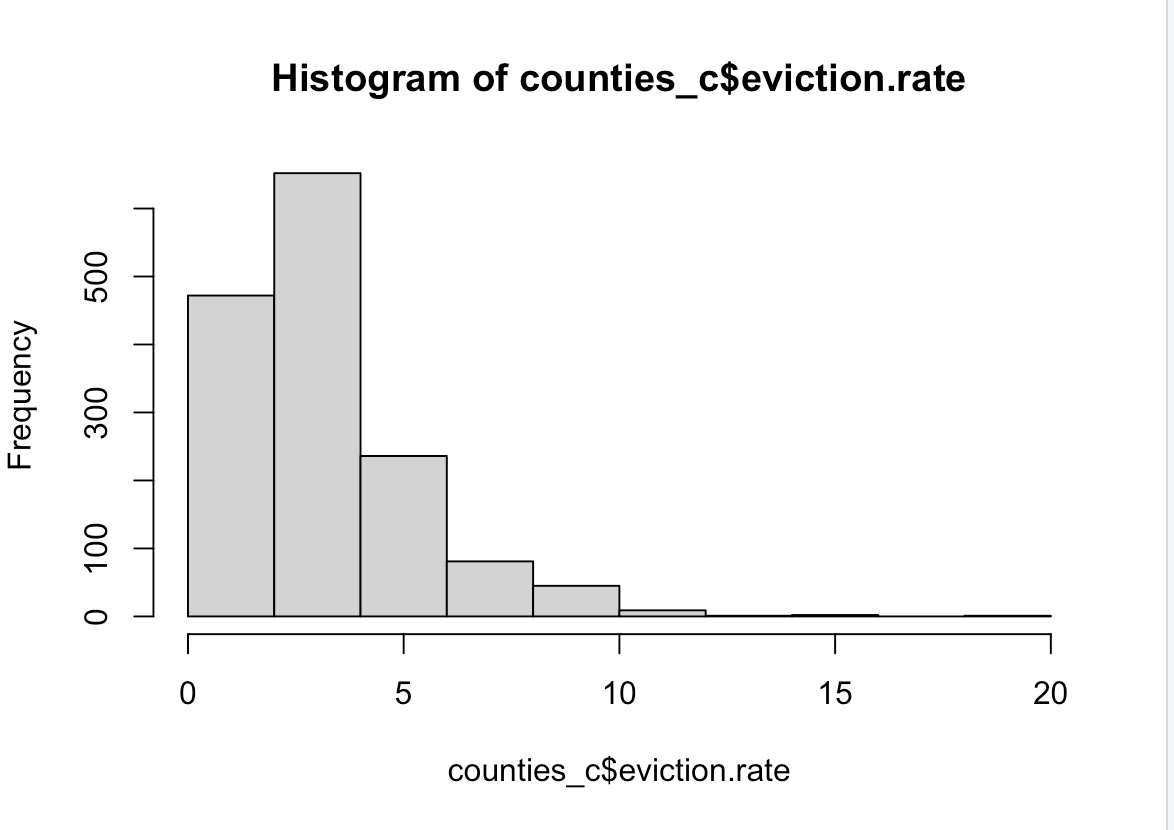 Histogram of counties_c$eviction.rate
Frequency
500
300
100
0
0 5 10 15 20
counties_c$eviction.rate